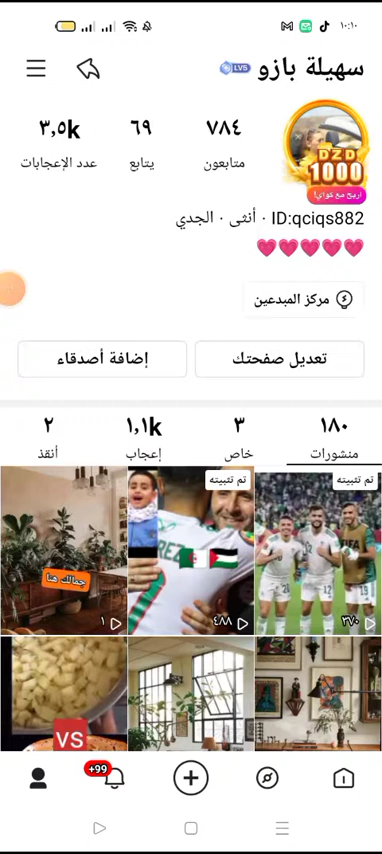 ١٠:١٠
سهيلة بازو LV5
٧٨٤
٦٩
٣,٥k
متابعون
يتابع
عدد الإعجابات
DZD
1000
اربح مع كواي!
ID:qciqs882 · أنثى · الجدي
مركز المبدعين
تعديل صفحتك
إضافة أصدقاء
١٨٠
٣
١,١k
٢
منشورات
خاص
إعجاب
أنقذ
تم تثبيته
تم تثبيته
جمالك هنا
٣٧٠
٤٨٨
١
VS
+99